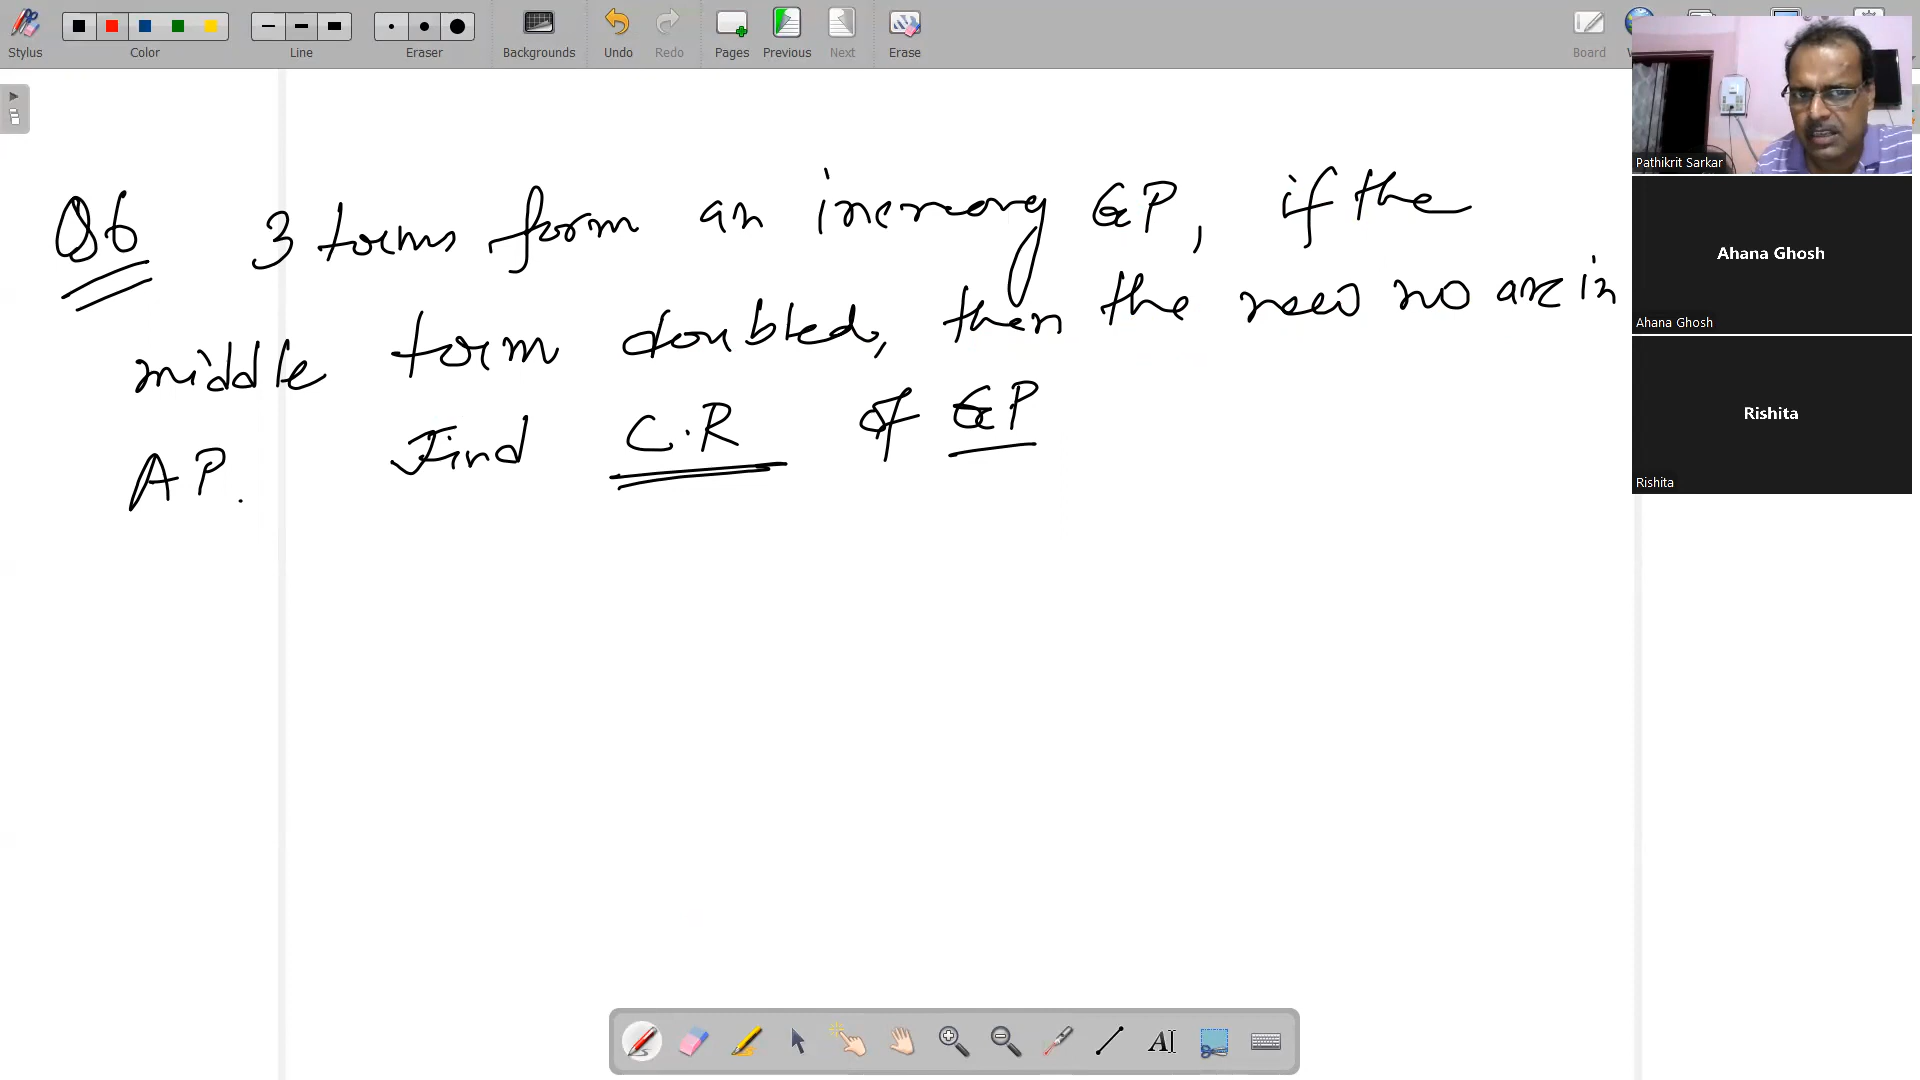 Stylus Color Line Eraser Backgrounds Undo Redo Pages Previous Next Erase Board
Pathikrit Sarkar
Ahana Ghosh
Ahana Ghosh
Rishita
Rishita
Q6 3 terms form an increasing GP, if the
middle term doubled, then the new no are in
AP. Find C.R of GP